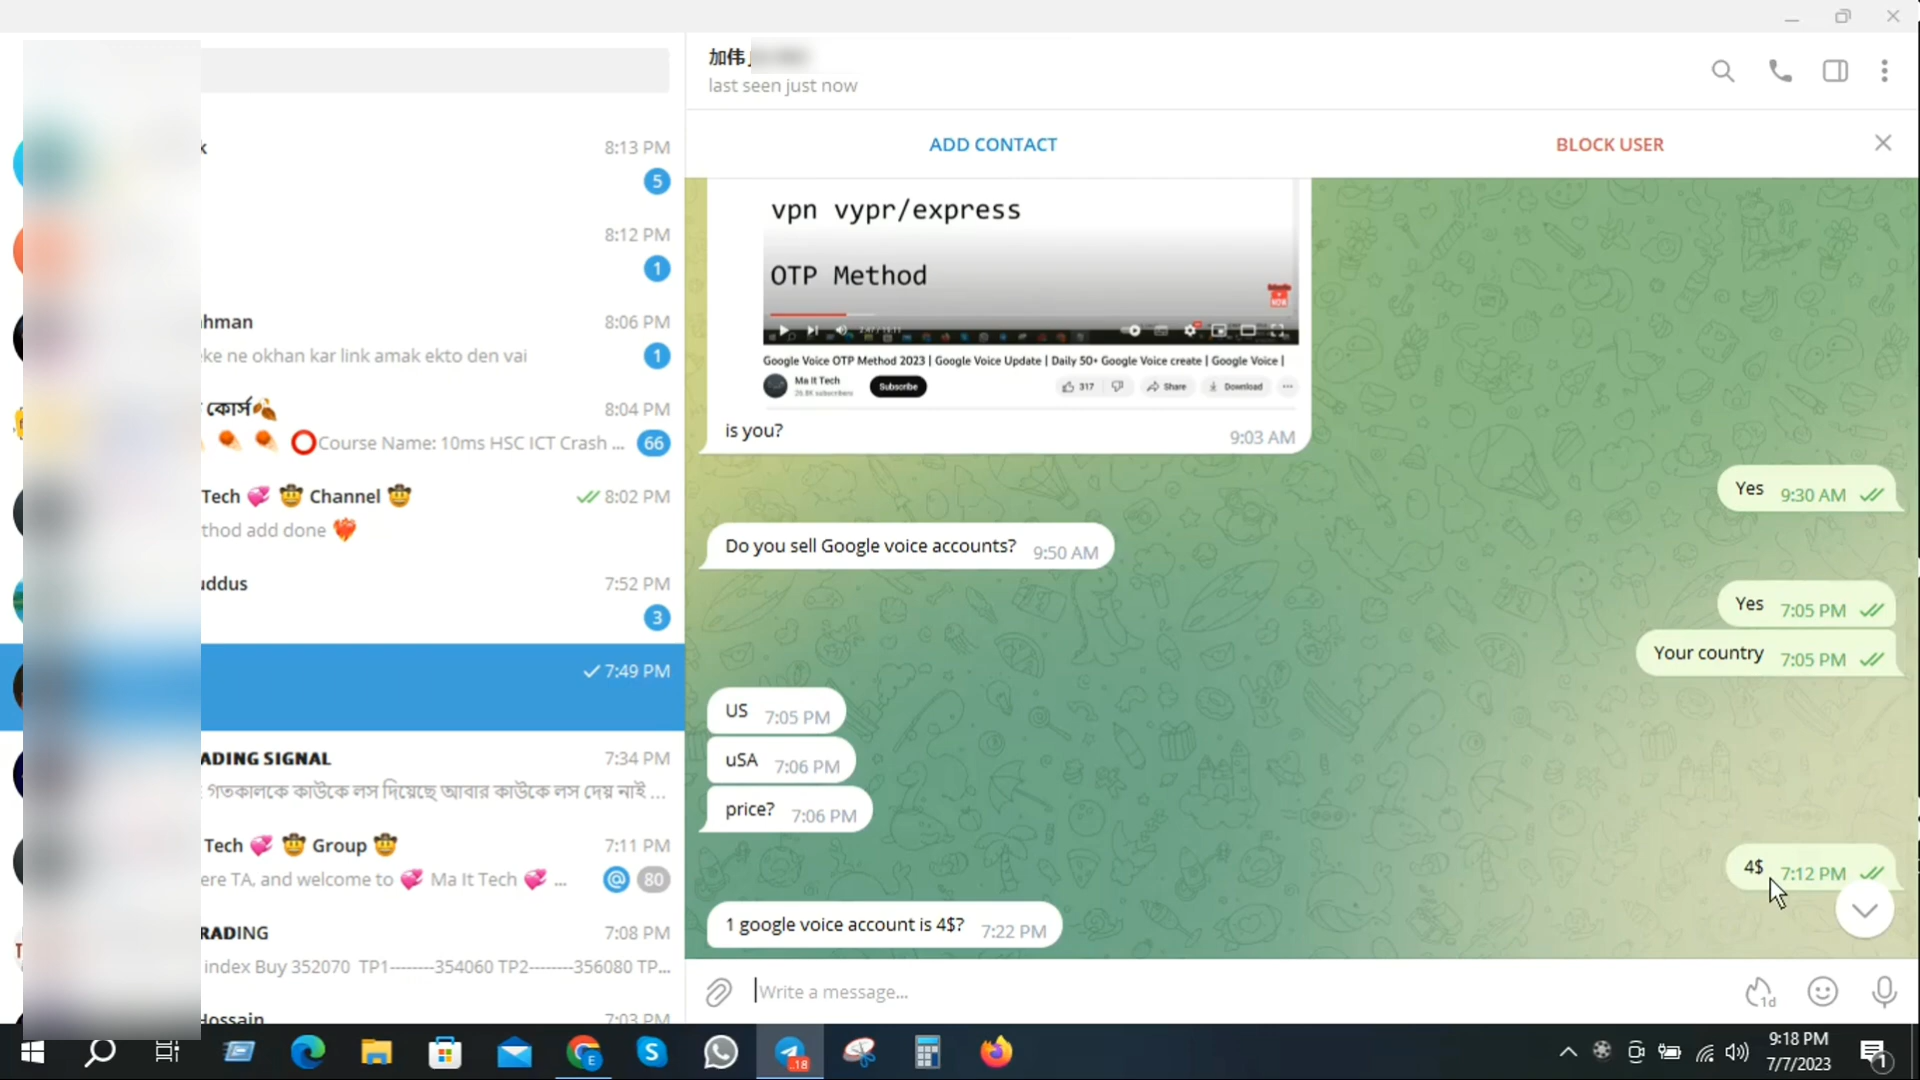 加伟
last seen just now
ADD CONTACT
BLOCK USER
k
8:13 PM
5
8:12 PM
1
hman
8:06 PM
eke ne okhan kar link amak ekto den vai
1
কোর্স
8:04 PM
Course Name: 10ms HSC ICT Crash ...
66
Tech Channel
8:02 PM
thod add done
uddus
7:52 PM
3
7:49 PM
ADING SIGNAL
7:34 PM
গতকালকে কাউকে লস দিয়েছে আবার কাউকে লস দেয় নাই ...
Tech Group
7:11 PM
ere TA, and welcome to Ma It Tech ...
@ 80
RADING
7:08 PM
index Buy 352070 TP1--------354060 TP2--------356080 TP...
Hossain
7:03 PM
vpn vypr/express
OTP Method
Google Voice OTP Method 2023 | Google Voice Update | Daily 50+ Google Voice create | Google Voice |
Ma It Tech
Subscribe
317
Share
Download
is you?
9:03 AM
Yes 9:30 AM
Do you sell Google voice accounts? 9:50 AM
Yes 7:05 PM
Your country 7:05 PM
US 7:05 PM
uSA 7:06 PM
price? 7:06 PM
4$ 7:12 PM
1 google voice account is 4$? 7:22 PM
Write a message...
1d
18
9:18 PM
7/7/2023
1